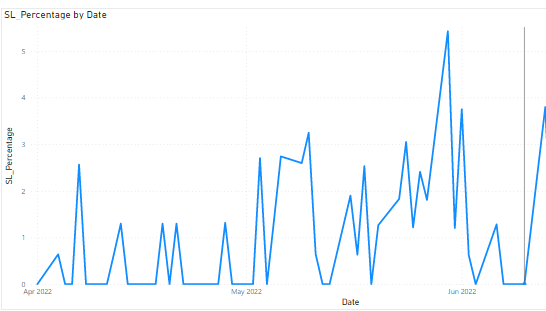 SL_Percentage by Date
SL_Percentage
5
4
3
2
1
0
Apr 2022
May 2022
Jun 2022
Date